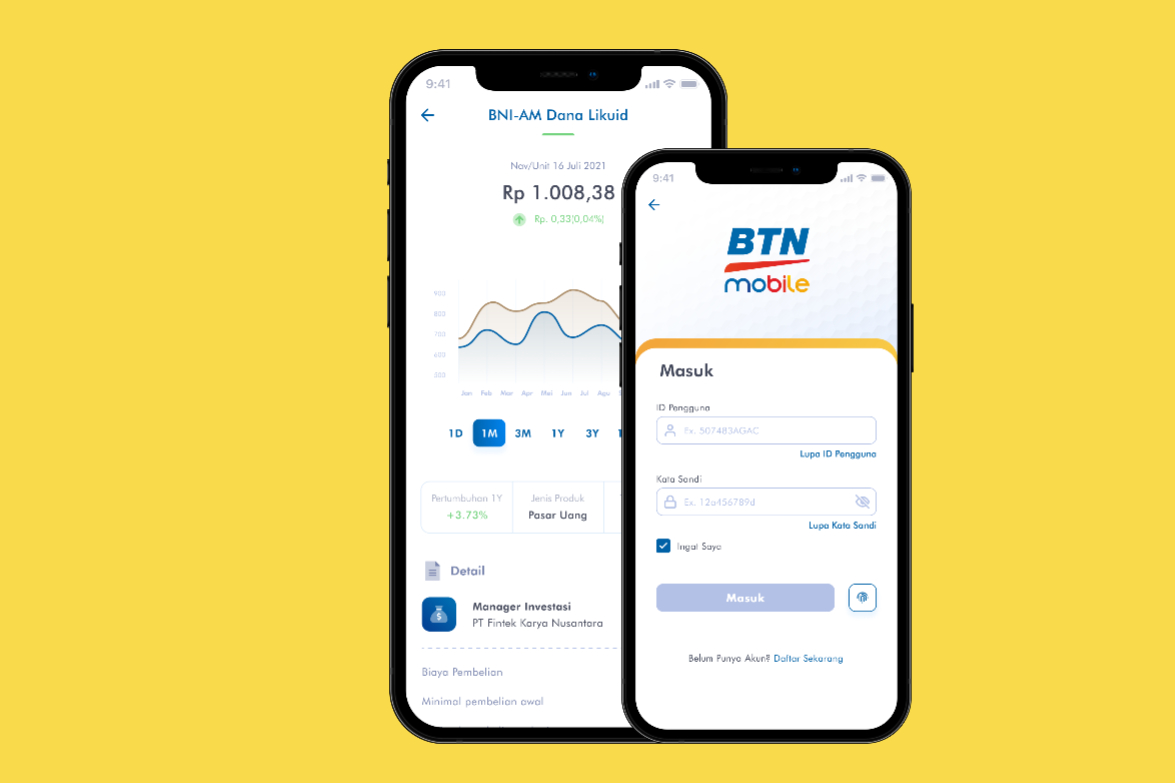 9:41
BNI-AM Dana Likuid
Nav/Unit 16 Juli 2021
Rp 1.008,38
Rp. 0,33(0,04%)
900
800
700
600
500
Jan Feb Mar Apr Mei Jun Jul Agu
1D 1M 3M 1Y 3Y
Pertumbuhan 1Y
+3.73%
Jenis Produk
Pasar Uang
Detail
Manager Investasi
PT Fintek Karya Nusantara
Biaya Pembelian
Minimal pembelian awal
9:41
BTN
mobile
Masuk
ID Pengguna
Ex. 507483AGAC
Lupa ID Pengguna
Kata Sandi
Ex. 12a456789d
Lupa Kata Sandi
Ingat Saya
Masuk
Belum Punya Akun? Daftar Sekarang